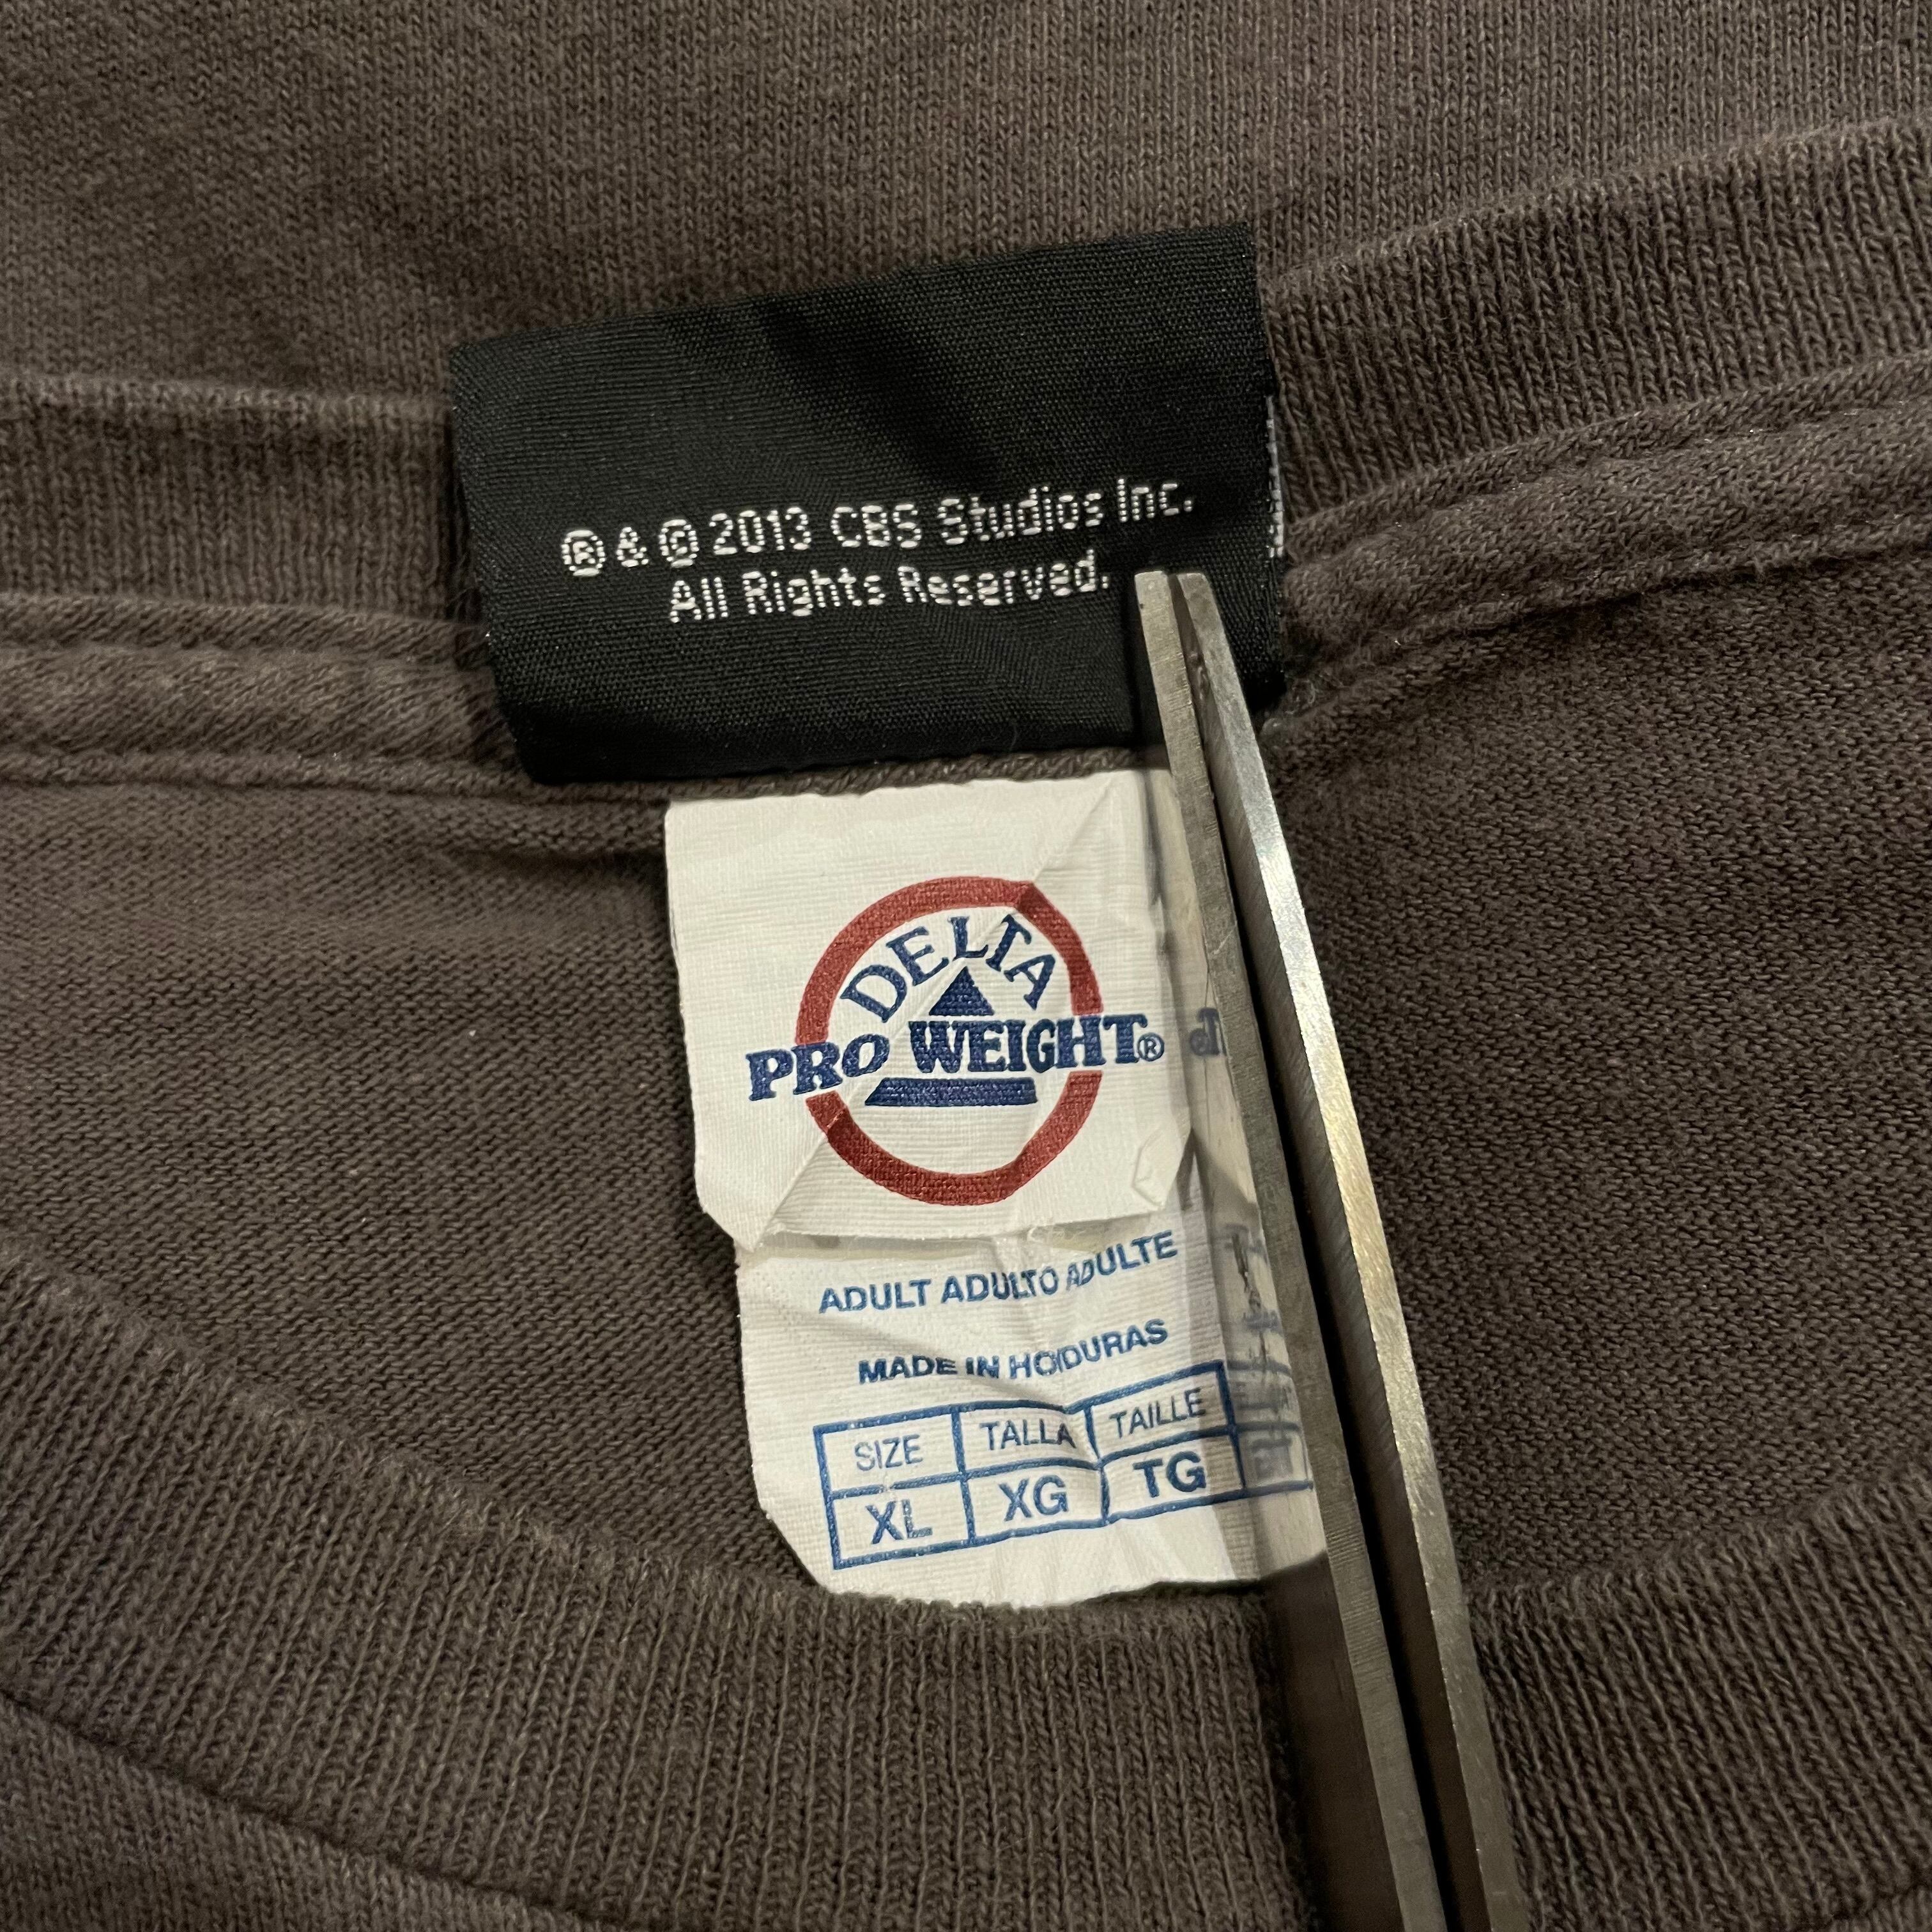 ® & © 2013 CBS Studios Inc.
All Rights Reserved.
DELTA
PRO WEIGHT®
ADULT ADULTO ADULTE
MADE IN HONDURAS
SIZE TALLA TAILLE
XL XG TG